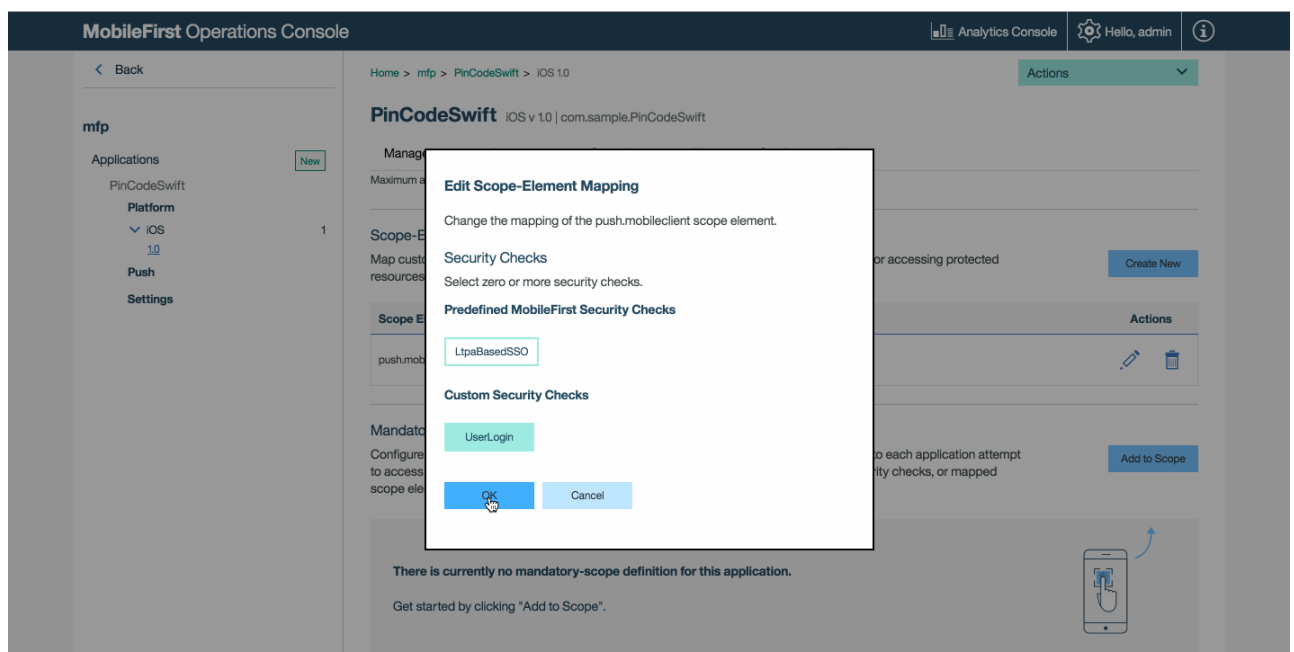 MobileFirst Operations Console
Analytics Console
Hello, admin
Back
Home > mfp > PinCodeSwift > iOS 1.0
Actions
mfp
PinCodeSwift iOS v 1.0 | com.sample.PinCodeSwift
Applications
New
PinCodeSwift
Platform
iOS 1
1.0
Push
Settings
Manage
Maximum a
Scope-E
Map custo
or accessing protected
resources
Create New
Scope E
Actions
push.mob
Mandato
Configure
to each application attempt
to access
rity checks, or mapped
scope ele
Add to Scope
Edit Scope-Element Mapping
Change the mapping of the push.mobileclient scope element.
Security Checks
Select zero or more security checks.
Predefined MobileFirst Security Checks
LtpaBasedSSO
Custom Security Checks
UserLogin
OK
Cancel
There is currently no mandatory-scope definition for this application.
Get started by clicking "Add to Scope".